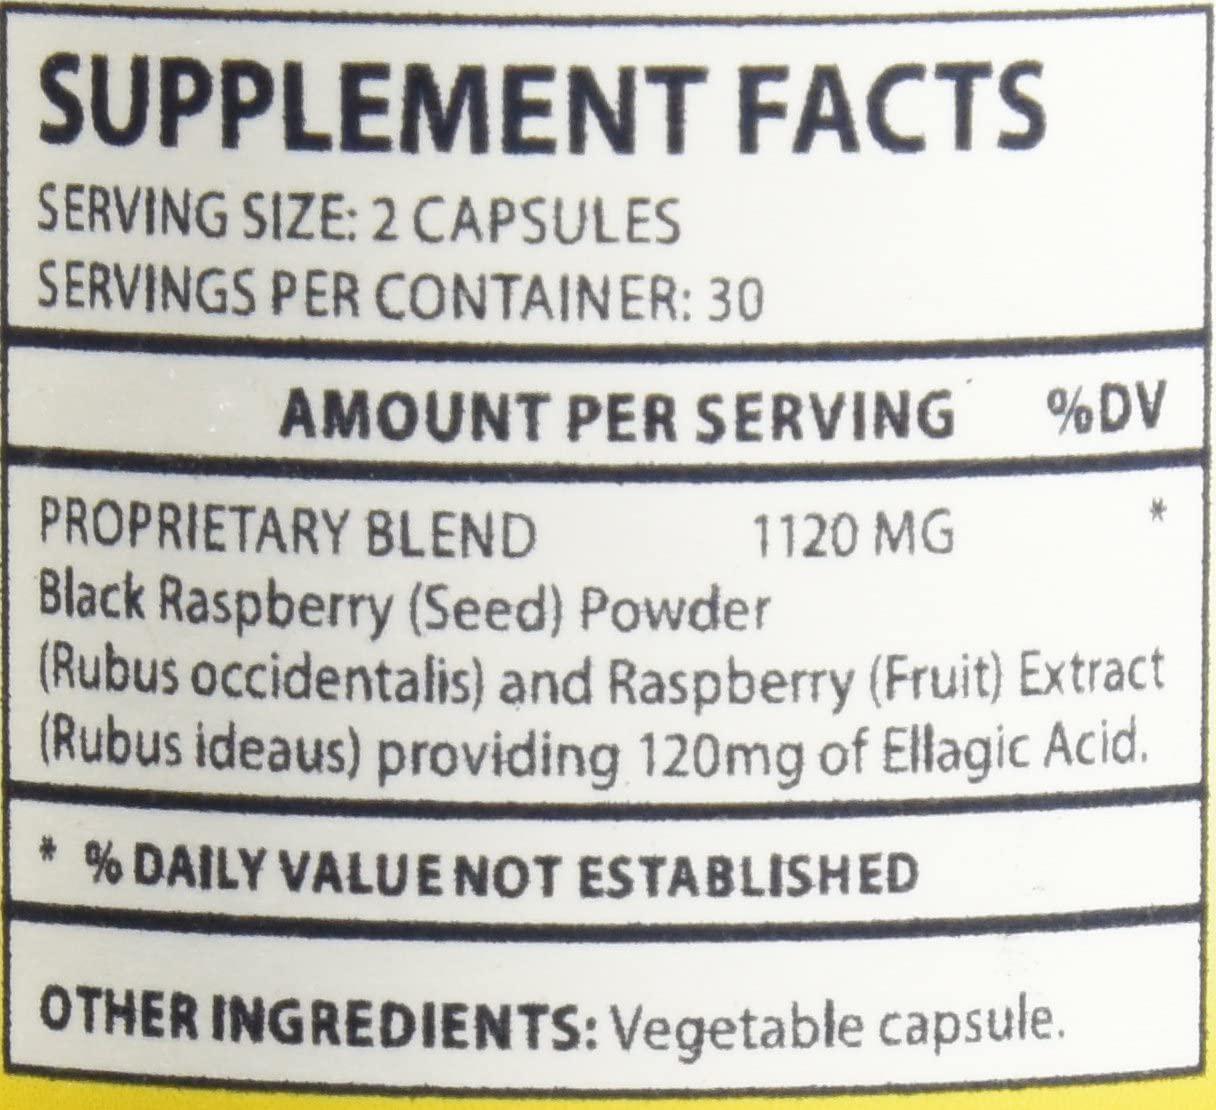 SUPPLEMENT FACTS
SERVING SIZE: 2 CAPSULES
SERVINGS PER CONTAINER: 30
AMOUNT PER SERVING %DV
PROPRIETARY BLEND 1120 MG *
Black Raspberry (Seed) Powder
(Rubus occidentalis) and Raspberry (Fruit) Extract
(Rubus ideaus) providing 120mg of Ellagic Acid.
* % DAILY VALUE NOT ESTABLISHED
OTHER INGREDIENTS: Vegetable capsule.